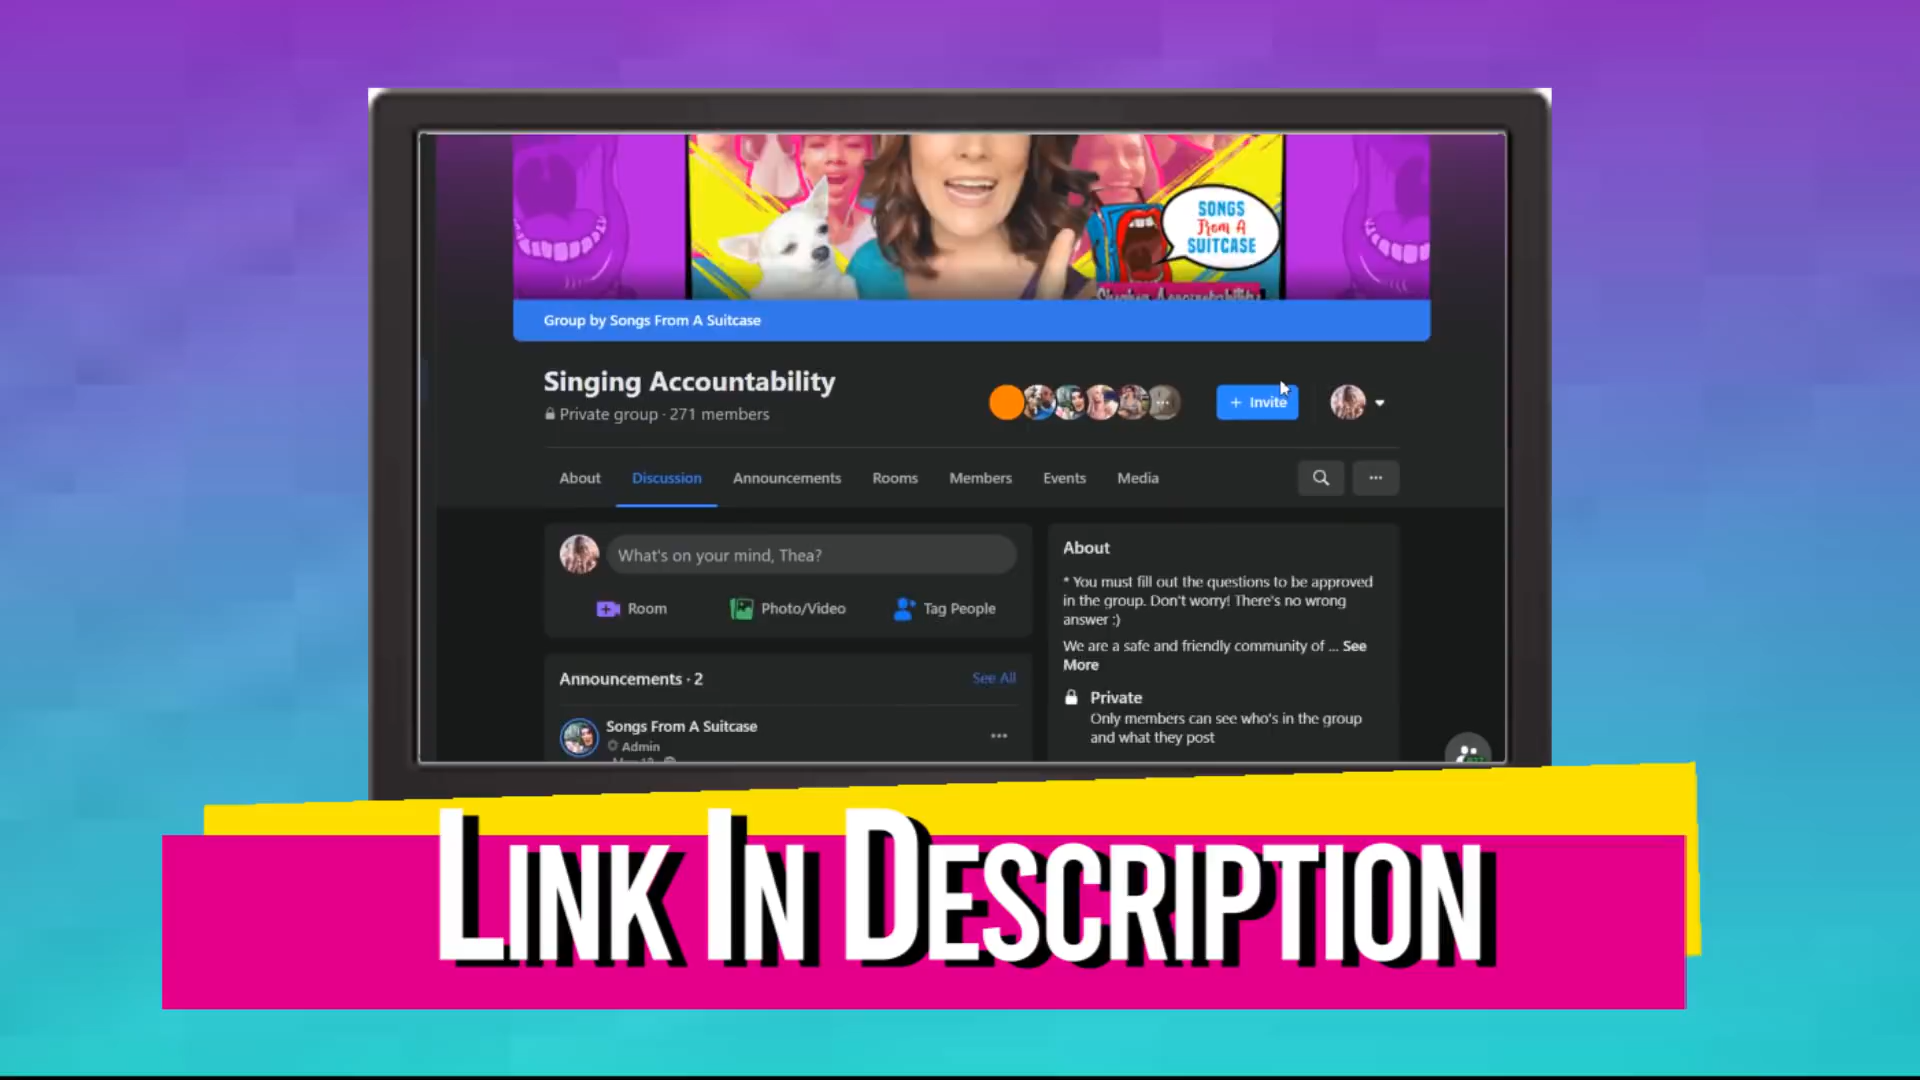 SONGS
From A
SUITCASE
Singing Accountability
Group by Songs From A Suitcase
Singing Accountability
Private group · 271 members
+ Invite
About Discussion Announcements Rooms Members Events Media
What's on your mind, Thea?
Room Photo/Video Tag People
Announcements · 2
See All
Songs From A Suitcase
Admin
About
* You must fill out the questions to be approved
in the group. Don't worry! There's no wrong
answer :)
We are a safe and friendly community of ... See
More
Private
Only members can see who's in the group
and what they post
LINK IN DESCRIPTION